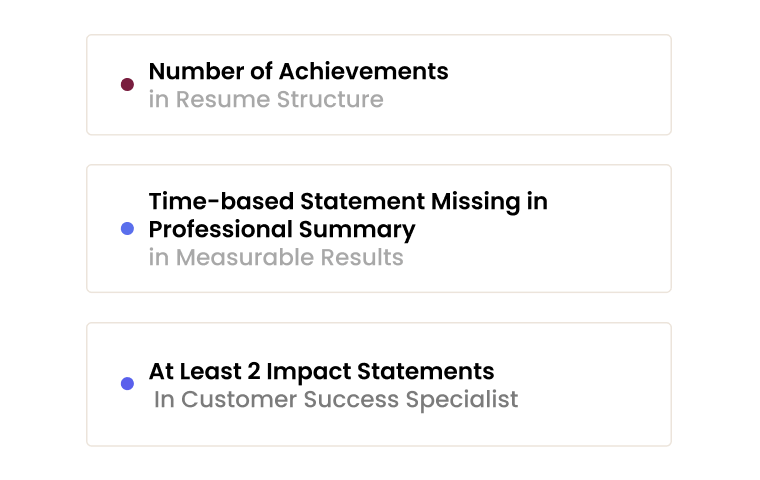 Number of Achievements
in Resume Structure
Time-based Statement Missing in
Professional Summary
in Measurable Results
At Least 2 Impact Statements
In Customer Success Specialist